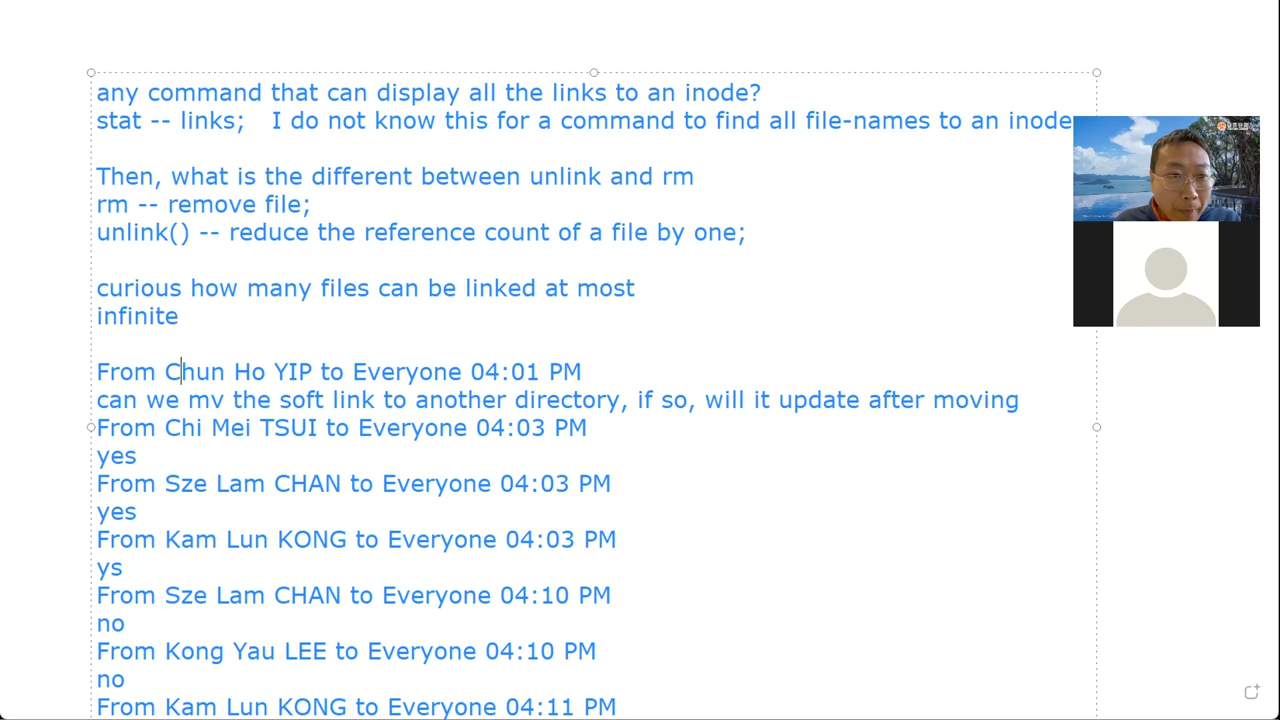 any command that can display all the links to an inode?
stat -- links;   I do not know this for a command to find all file-names to an inode
Then, what is the different between unlink and rm
rm -- remove file;
unlink() -- reduce the reference count of a file by one;
curious how many files can be linked at most
infinite
From Chun Ho YIP to Everyone 04:01 PM
can we mv the soft link to another directory, if so, will it update after moving
From Chi Mei TSUI to Everyone 04:03 PM
yes
From Sze Lam CHAN to Everyone 04:03 PM
yes
From Kam Lun KONG to Everyone 04:03 PM
ys
From Sze Lam CHAN to Everyone 04:10 PM
no
From Kong Yau LEE to Everyone 04:10 PM
no
From Kam Lun KONG to Everyone 04:11 PM